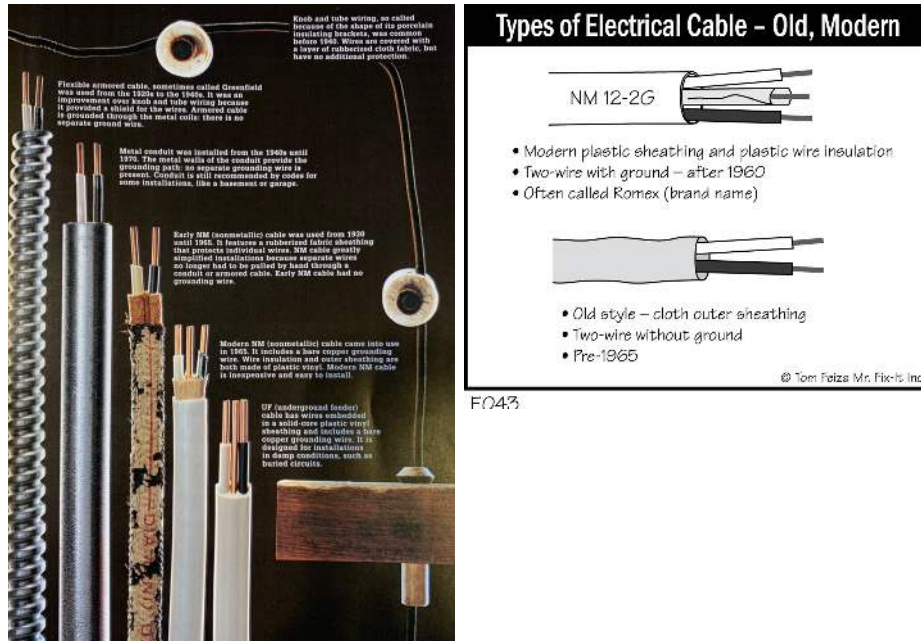 Knob and tube wiring, so called
because of the shape of its porcelain
insulating brackets, was common
before 1940. Wires are covered with
a layer of rubberized cloth fabric, but
have no additional protection.
Flexible armored cable, sometimes called Greenfield
was used from the 1920s to the 1940s. It was an
improvement over knob and tube wiring because
it provided a shield for the wires. Armored cable
is grounded through the metal coils: there is no
separate ground wire.
Metal conduit was installed from the 1940s until
1970. The metal walls of the conduit provide the
grounding path: no separate grounding wire is
present. Conduit is still recommended by codes for
some installations, like a basement or garage.
Early NM (nonmetallic) cable was used from 1930
until 1965. It features a rubberized fabric sheathing
that protects individual wires. NM cable greatly
simplified installations because separate wires
no longer had to be pulled by hand through a
conduit or armored cable. Early NM cable had no
grounding wire.
Modern NM (nonmetallic) cable came into use
in 1965. It includes a bare copper grounding
wire. Wire insulation and outer sheathing are
both made of plastic vinyl. Modern NM cable
is inexpensive and easy to install.
UF (underground feeder)
cable has wires embedded
in a solid-core plastic vinyl
sheathing and includes a bare
copper grounding wire. It is
designed for installations
in damp conditions, such as
buried circuits.
Types of Electrical Cable – Old, Modern
NM 12-2G
• Modern plastic sheathing and plastic wire insulation
• Two-wire with ground – after 1960
• Often called Romex (brand name)
• Old style – cloth outer sheathing
• Two-wire without ground
• Pre-1965
© Tom Feiza Mr. Fix-It Inc
E043